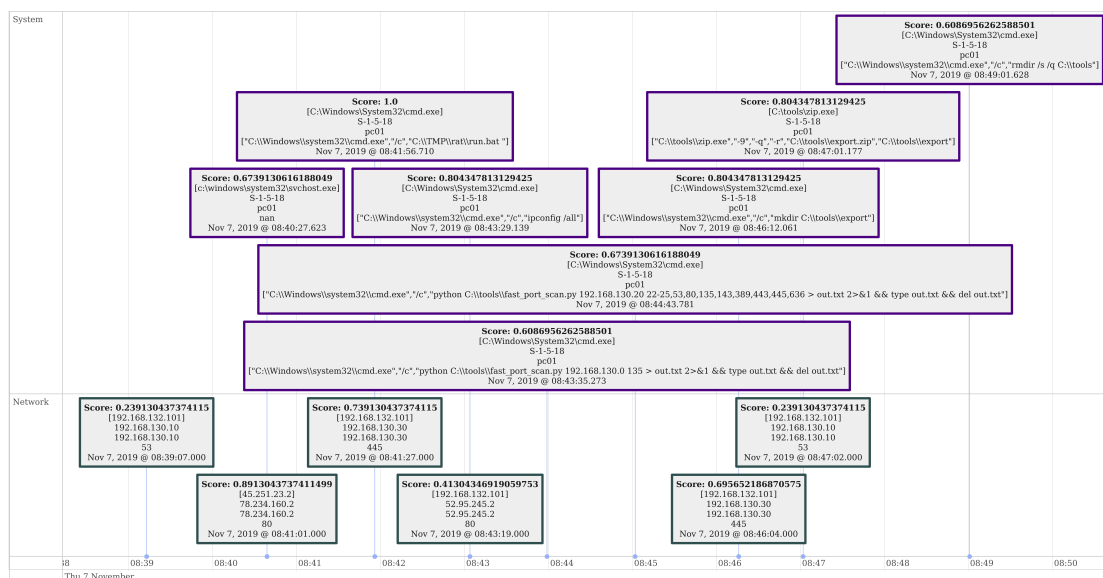 System
Score: 0.6086956262588501
[C:\Windows\System32\cmd.exe]
S-1-5-18
pc01
["C:\\Windows\\system32\\cmd.exe","/c","rmdir /s /q C:\\tools"]
Nov 7, 2019 @ 08:49:01.628
Score: 1.0
[C:\Windows\System32\cmd.exe]
S-1-5-18
pc01
["C:\\Windows\\system32\\cmd.exe","/c","C:\\TMP\\rat\\run.bat "]
Nov 7, 2019 @ 08:41:56.710
Score: 0.804347813129425
[C:\tools\zip.exe]
S-1-5-18
pc01
["C:\\tools\\zip.exe","-9","-q","-r","C:\\tools\\export.zip","C:\\tools\\export"]
Nov 7, 2019 @ 08:47:01.177
Score: 0.6739130616188049
[c:\windows\system32\svchost.exe]
S-1-5-18
pc01
nan
Nov 7, 2019 @ 08:40:27.623
Score: 0.804347813129425
[C:\Windows\System32\cmd.exe]
S-1-5-18
pc01
["C:\\Windows\\system32\\cmd.exe","/c","ipconfig /all"]
Nov 7, 2019 @ 08:43:29.139
Score: 0.804347813129425
[C:\Windows\System32\cmd.exe]
S-1-5-18
pc01
["C:\\Windows\\system32\\cmd.exe","/c","mkdir C:\\tools\\export"]
Nov 7, 2019 @ 08:46:12.061
Score: 0.6739130616188049
[C:\Windows\System32\cmd.exe]
S-1-5-18
pc01
["C:\\Windows\\system32\\cmd.exe","/c","python C:\\tools\\fast_port_scan.py 192.168.130.20 22-25,53,80,135,143,389,443,445,636 > out.txt 2>&1 && type out.txt && del out.txt"]
Nov 7, 2019 @ 08:44:43.781
Score: 0.6086956262588501
[C:\Windows\System32\cmd.exe]
S-1-5-18
pc01
["C:\\Windows\\system32\\cmd.exe","/c","python C:\\tools\\fast_port_scan.py 192.168.130.0 135 > out.txt 2>&1 && type out.txt && del out.txt"]
Nov 7, 2019 @ 08:43:35.273
Network
Score: 0.239130437374115
[192.168.132.101]
192.168.130.10
192.168.130.10
53
Nov 7, 2019 @ 08:39:07.000
Score: 0.739130437374115
[192.168.132.101]
192.168.130.30
192.168.130.30
445
Nov 7, 2019 @ 08:41:27.000
Score: 0.239130437374115
[192.168.132.101]
192.168.130.10
192.168.130.10
53
Nov 7, 2019 @ 08:47:02.000
Score: 0.8913043737411499
[45.251.23.2]
78.234.160.2
78.234.160.2
80
Nov 7, 2019 @ 08:41:01.000
Score: 0.41304346919059753
[192.168.132.101]
52.95.245.2
52.95.245.2
80
Nov 7, 2019 @ 08:43:19.000
Score: 0.695652186870575
[192.168.132.101]
192.168.130.30
192.168.130.30
445
Nov 7, 2019 @ 08:46:04.000
38 08:39 08:40 08:41 08:42 08:43 08:44 08:45 08:46 08:47 08:48 08:49 08:50
Thu 7 November